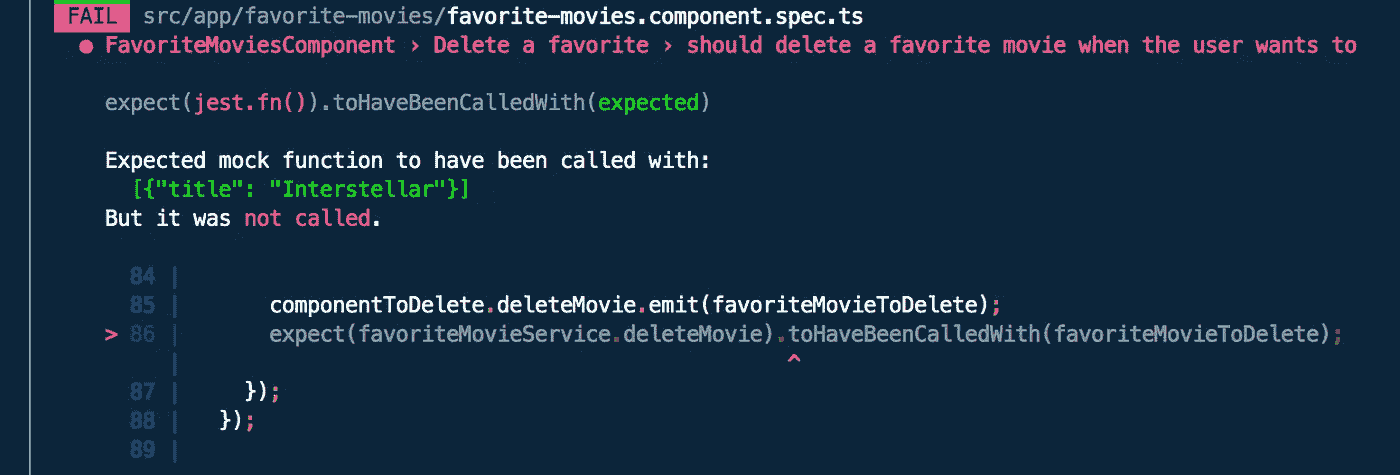 FAIL src/app/favorite-movies/favorite-movies.component.spec.ts
● FavoriteMoviesComponent › Delete a favorite › should delete a favorite movie when the user wants to
expect(jest.fn()).toHaveBeenCalledWith(expected)
Expected mock function to have been called with:
[{"title": "Interstellar"}]
But it was not called.
84 |
85 | componentToDelete.deleteMovie.emit(favoriteMovieToDelete);
> 86 | expect(favoriteMovieService.deleteMovie).toHaveBeenCalledWith(favoriteMovieToDelete);
| ^
87 | });
88 | });
89 |